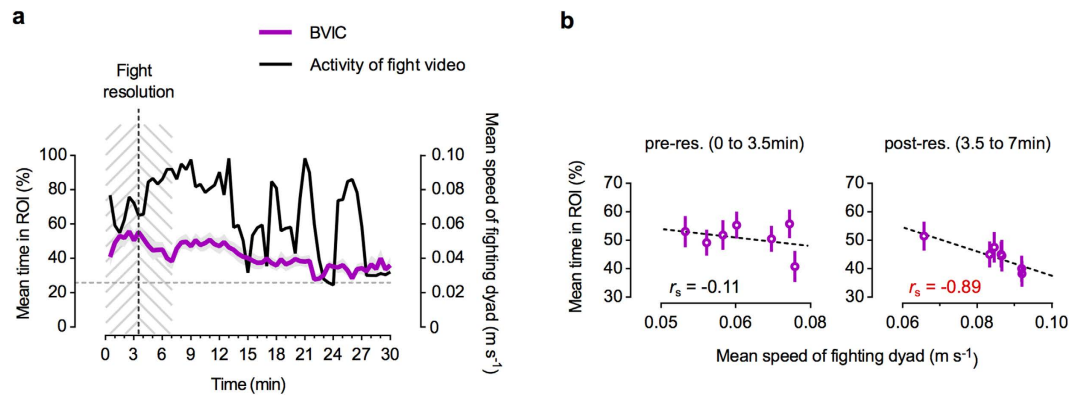 a
BVIC
Activity of fight video
Fight
resolution
Mean time in ROI (%)
100
80
60
40
20
0
0 3 6 9 12 15 18 21 24 27 30
Time (min)
0.10
0.08
0.06
0.04
0.02
0
Mean speed of fighting dyad (m s-1)
b
pre-res. (0 to 3.5min)
Mean time in ROI (%)
70
60
50
40
30
rs = -0.11
0.05 0.06 0.08
post-res. (3.5 to 7min)
70
60
50
40
30
rs = -0.89
0.06 0.08 0.10
Mean speed of fighting dyad (m s-1)